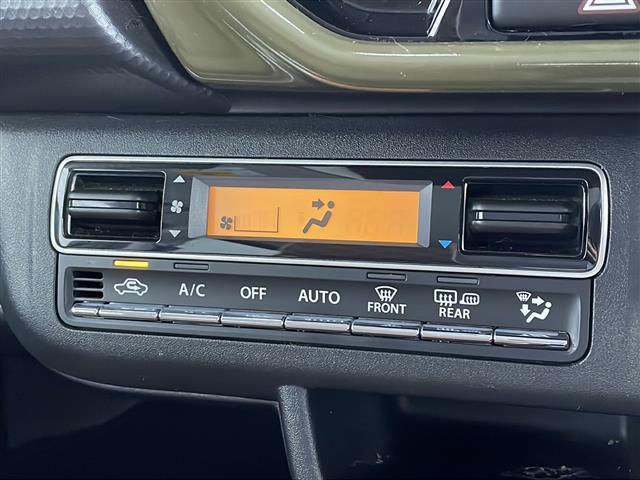 A/C OFF AUTO FRONT REAR